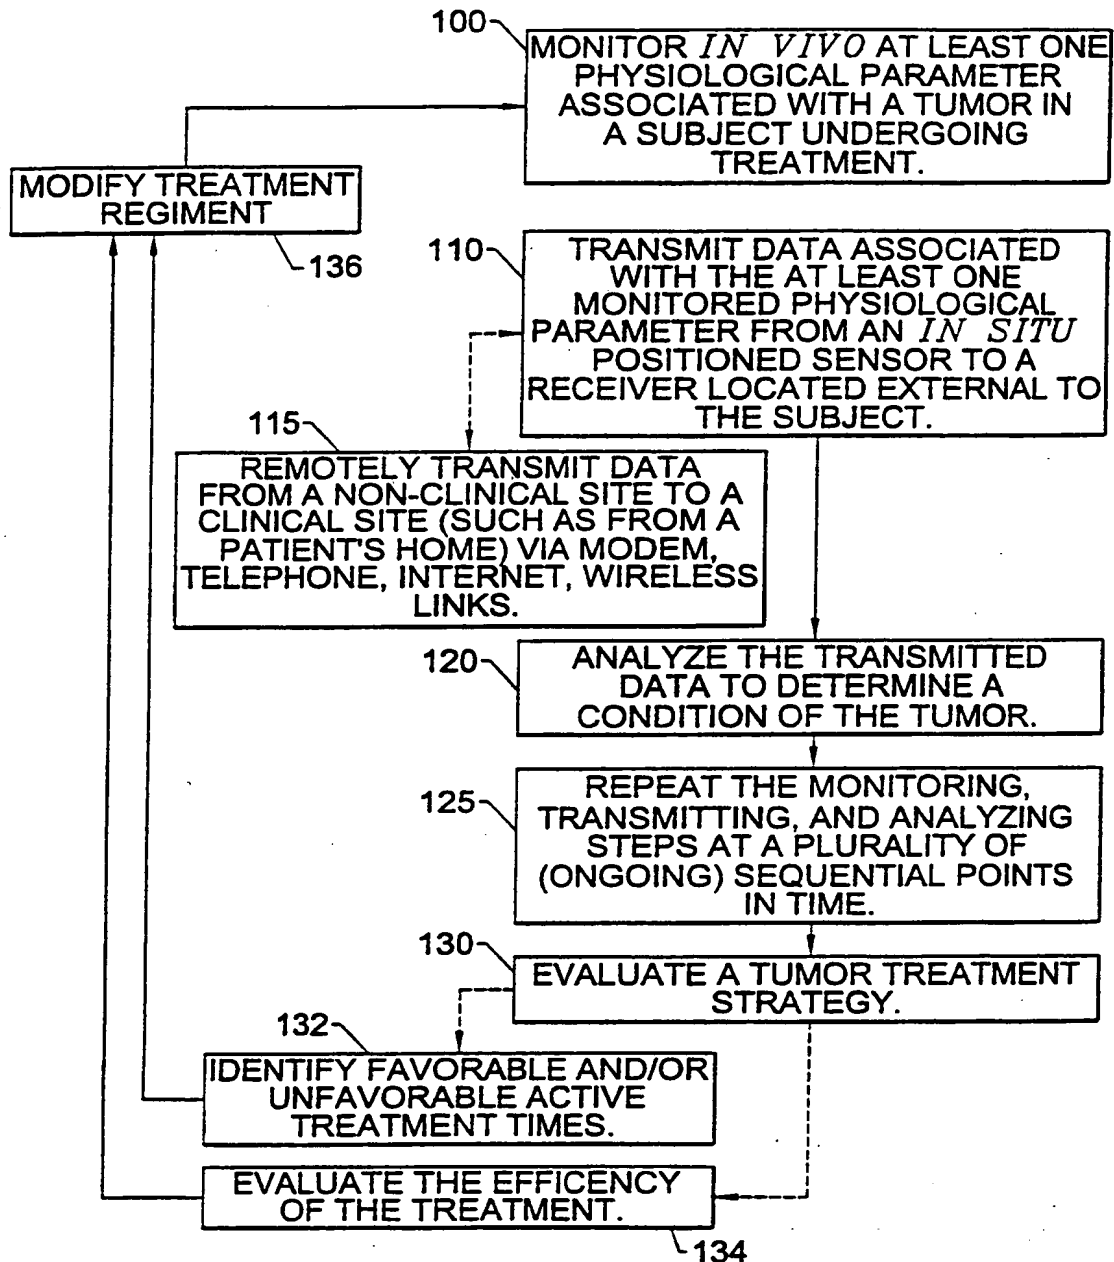 100
MONITOR IN VIVO AT LEAST ONE
PHYSIOLOGICAL PARAMETER
ASSOCIATED WITH A TUMOR IN
A SUBJECT UNDERGOING
TREATMENT.
MODIFY TREATMENT
REGIMENT
136
110
TRANSMIT DATA ASSOCIATED
WITH THE AT LEAST ONE
MONITORED PHYSIOLOGICAL
PARAMETER FROM AN IN SITU
POSITIONED SENSOR TO A
RECEIVER LOCATED EXTERNAL TO
THE SUBJECT.
115
REMOTELY TRANSMIT DATA
FROM A NON-CLINICAL SITE TO A
CLINICAL SITE (SUCH AS FROM A
PATIENT'S HOME) VIA MODEM,
TELEPHONE, INTERNET, WIRELESS
LINKS.
120
ANALYZE THE TRANSMITTED
DATA TO DETERMINE A
CONDITION OF THE TUMOR.
125
REPEAT THE MONITORING,
TRANSMITTING, AND ANALYZING
STEPS AT A PLURALITY OF
(ONGOING) SEQUENTIAL POINTS
IN TIME.
130
EVALUATE A TUMOR TREATMENT
STRATEGY.
132
IDENTIFY FAVORABLE AND/OR
UNFAVORABLE ACTIVE
TREATMENT TIMES.
EVALUATE THE EFFICENCY
OF THE TREATMENT.
134